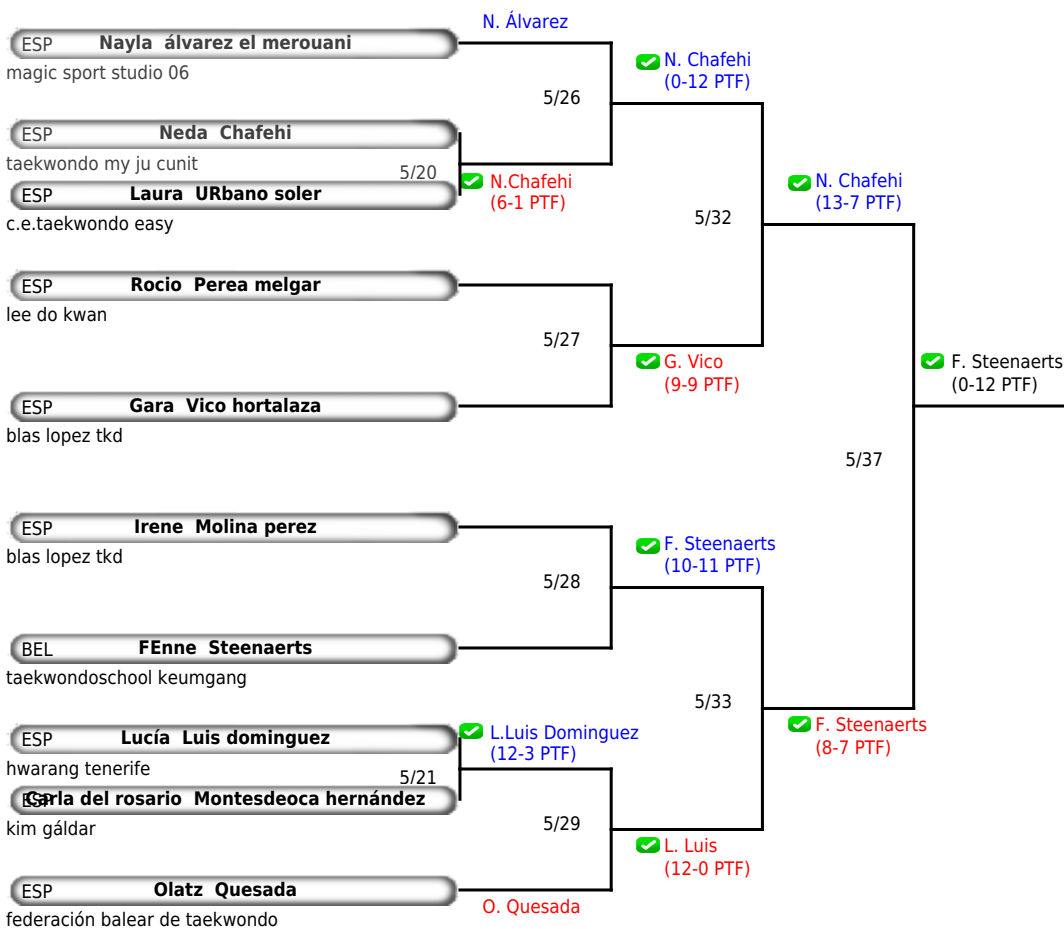 N. Álvarez
ESP Nayla álvarez el merouani
magic sport studio 06
N. Chafehi
(0-12 PTF)
5/26
ESP Neda Chafehi
taekwondo my ju cunit
5/20
ESP Laura URbano soler
c.e.taekwondo easy
N.Chafehi
(6-1 PTF)
N. Chafehi
(13-7 PTF)
5/32
ESP Rocio Perea melgar
lee do kwan
5/27
G. Vico
(9-9 PTF)
F. Steenaerts
(0-12 PTF)
ESP Gara Vico hortalaza
blas lopez tkd
5/37
ESP Irene Molina perez
blas lopez tkd
F. Steenaerts
(10-11 PTF)
5/28
BEL FEnne Steenaerts
taekwondoschool keumgang
5/33
ESP Lucía Luis dominguez
hwarang tenerife
L.Luis Dominguez
(12-3 PTF)
F. Steenaerts
(8-7 PTF)
5/21
ESP Carla del rosario Montesdeoca hernández
kim gáldar
5/29
L. Luis
(12-0 PTF)
ESP Olatz Quesada
federación balear de taekwondo
O. Quesada